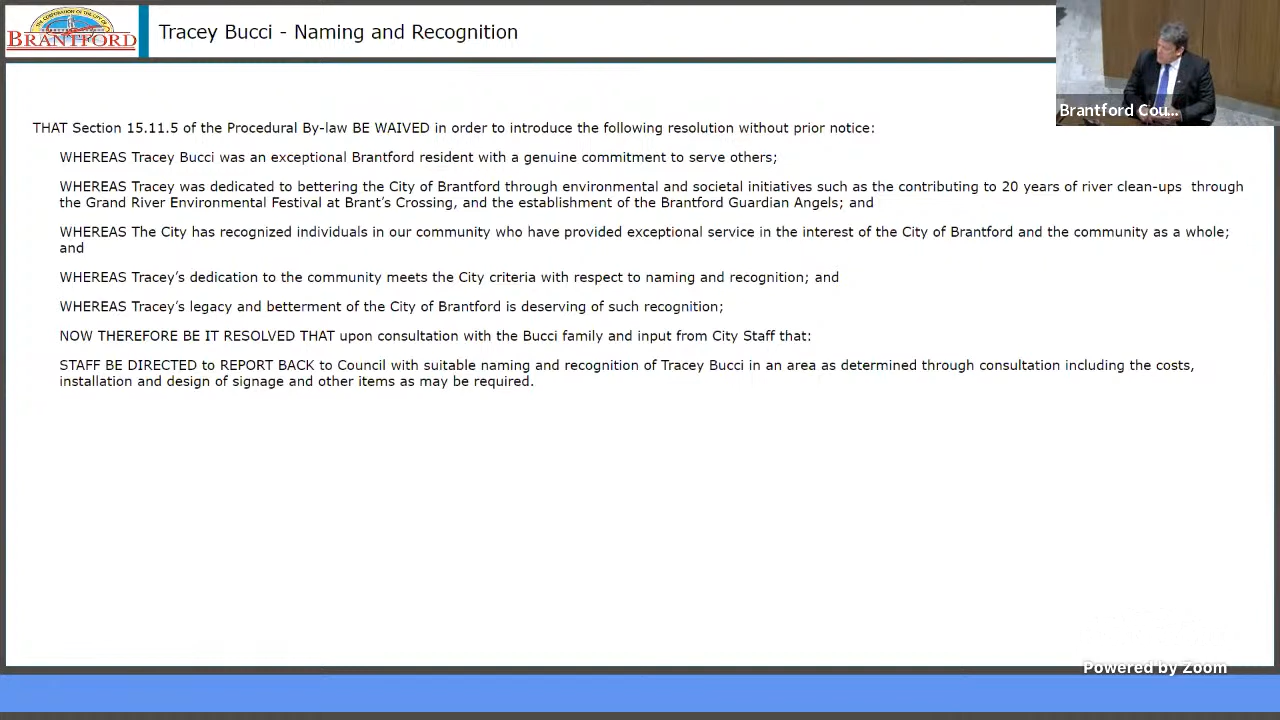 THE CORPORATION OF THE CITY OF
BRANTFORD
Tracey Bucci - Naming and Recognition
Brantford Cou...
THAT Section 15.11.5 of the Procedural By-law BE WAIVED in order to introduce the following resolution without prior notice:
WHEREAS Tracey Bucci was an exceptional Brantford resident with a genuine commitment to serve others;
WHEREAS Tracey was dedicated to bettering the City of Brantford through environmental and societal initiatives such as the contributing to 20 years of river clean-ups  through
the Grand River Environmental Festival at Brant's Crossing, and the establishment of the Brantford Guardian Angels; and
WHEREAS The City has recognized individuals in our community who have provided exceptional service in the interest of the City of Brantford and the community as a whole;
and
WHEREAS Tracey's dedication to the community meets the City criteria with respect to naming and recognition; and
WHEREAS Tracey's legacy and betterment of the City of Brantford is deserving of such recognition;
NOW THEREFORE BE IT RESOLVED THAT upon consultation with the Bucci family and input from City Staff that:
STAFF BE DIRECTED to REPORT BACK to Council with suitable naming and recognition of Tracey Bucci in an area as determined through consultation including the costs,
installation and design of signage and other items as may be required.
Powered by Zoom